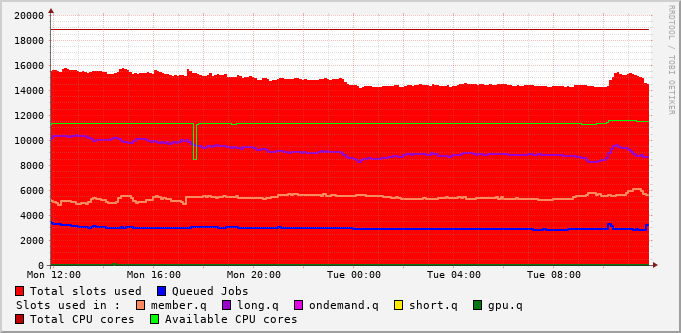 RRDTOOL / TOBI OETIKER
20000
18000
16000
14000
12000
10000
8000
6000
4000
2000
0
Mon 12:00 Mon 16:00 Mon 20:00 Tue 00:00 Tue 04:00 Tue 08:00
Total slots used Queued Jobs
Slots used in : member.q long.q ondemand.q short.q gpu.q
Total CPU cores Available CPU cores